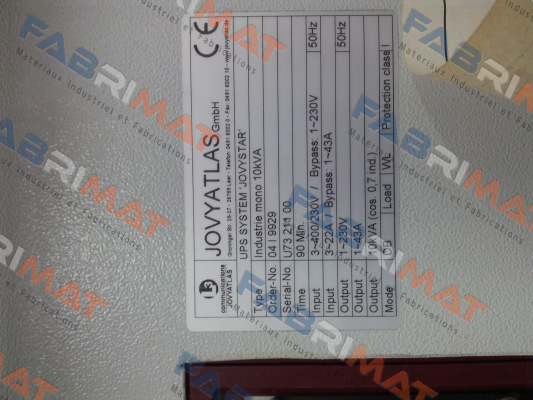 communications
JOVYATLAS
JOVYATLAS GmbH
UPS SYSTEM 'JOVYSTAR'
Type Industrie mono 10kVA
Order-No. 04 I 9929
Serial-No. U73 211 00
Time 90 Min.
Input 3~400/230V / Bypass: 1~230V 50Hz
Input 3~22A / Bypass: 1~43A
Output 1~230V 50Hz
Output 1~43A
Output 10kVA (cos. 0,7 ind.)
Mode Load WL Protection class I
CE
FABRIMAT
Materiaux Industriel et Fabrications